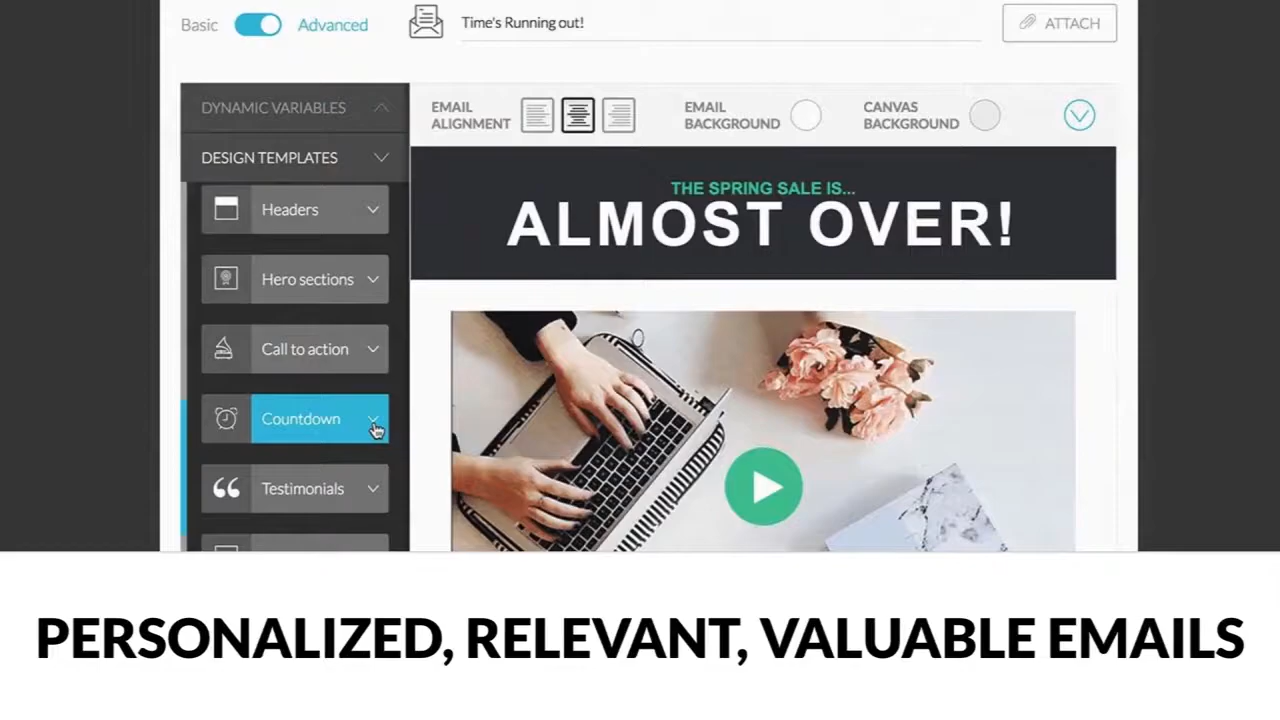 Basic
Advanced
Time's Running out!
ATTACH
DYNAMIC VARIABLES
DESIGN TEMPLATES
Headers
Hero sections
Call to action
Countdown
Testimonials
EMAIL
ALIGNMENT
EMAIL
BACKGROUND
CANVAS
BACKGROUND
THE SPRING SALE IS...
ALMOST OVER!
PERSONALIZED, RELEVANT, VALUABLE EMAILS